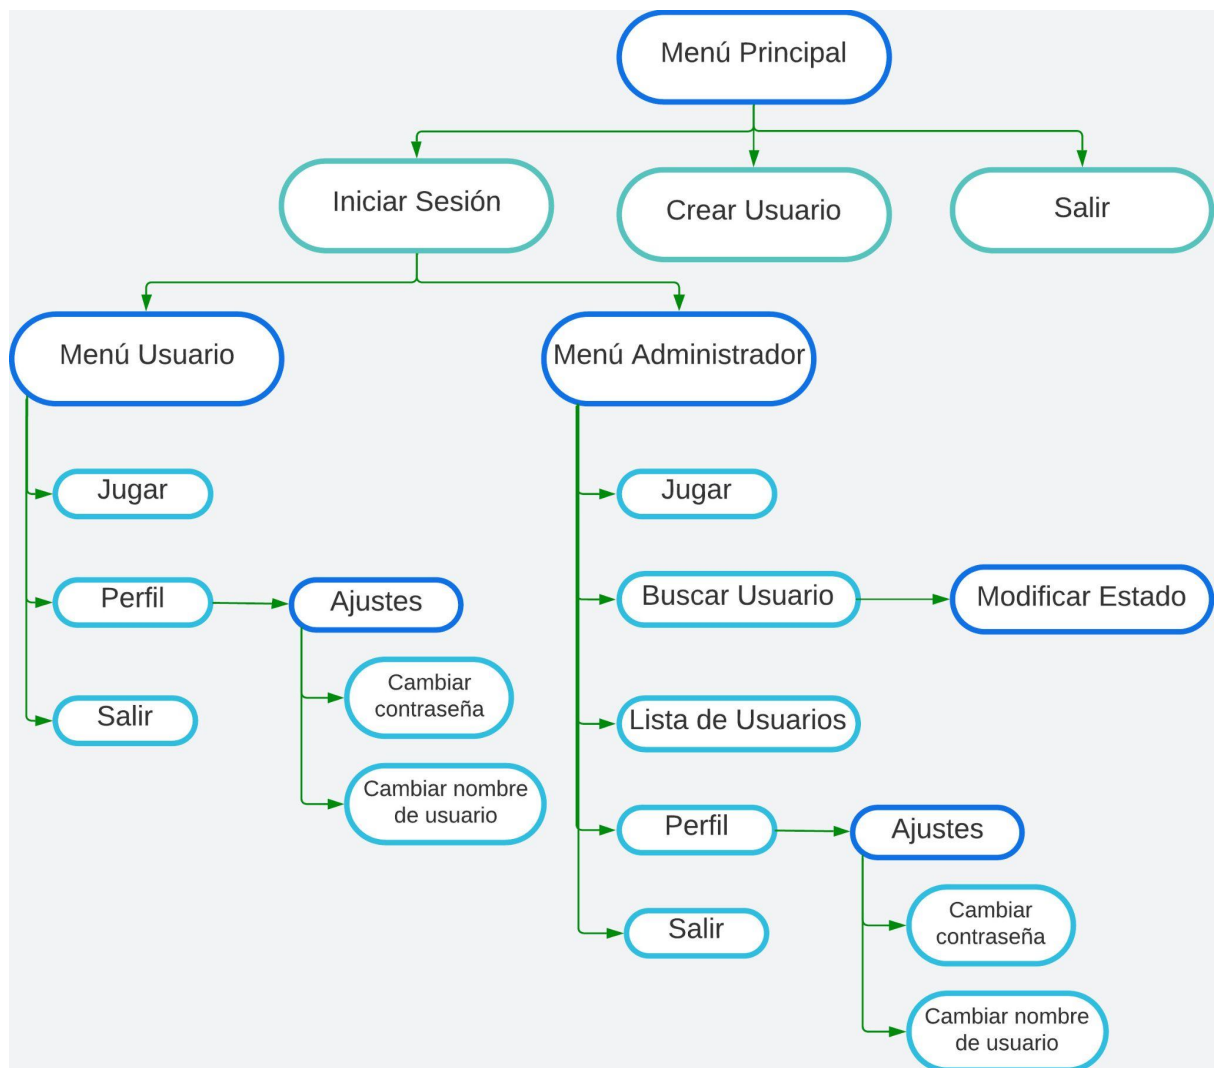 Menú Principal
Iniciar Sesión
Crear Usuario
Salir
Menú Usuario
Menú Administrador
Jugar
Perfil
Ajustes
Cambiar
contraseña
Cambiar nombre
de usuario
Salir
Jugar
Buscar Usuario
Modificar Estado
Lista de Usuarios
Perfil
Ajustes
Cambiar
contraseña
Cambiar nombre
de usuario
Salir